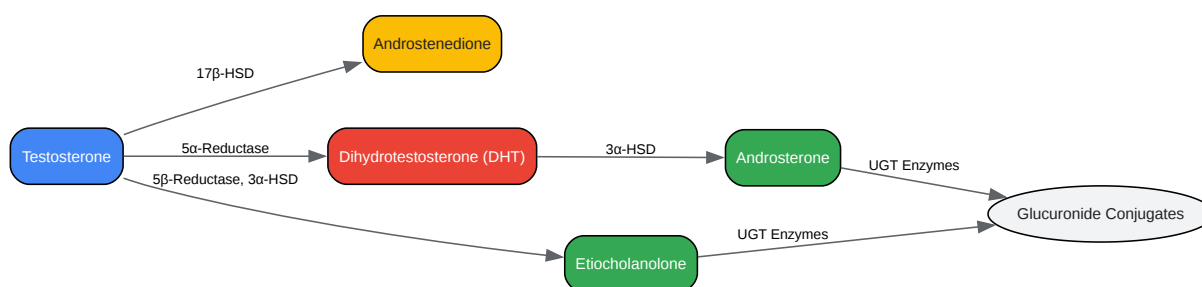 Androstenedione
17β-HSD
Testosterone
5α-Reductase
Dihydrotestosterone (DHT)
3α-HSD
Androsterone
UGT Enzymes
5β-Reductase, 3α-HSD
Glucuronide Conjugates
UGT Enzymes
Etiocholanolone